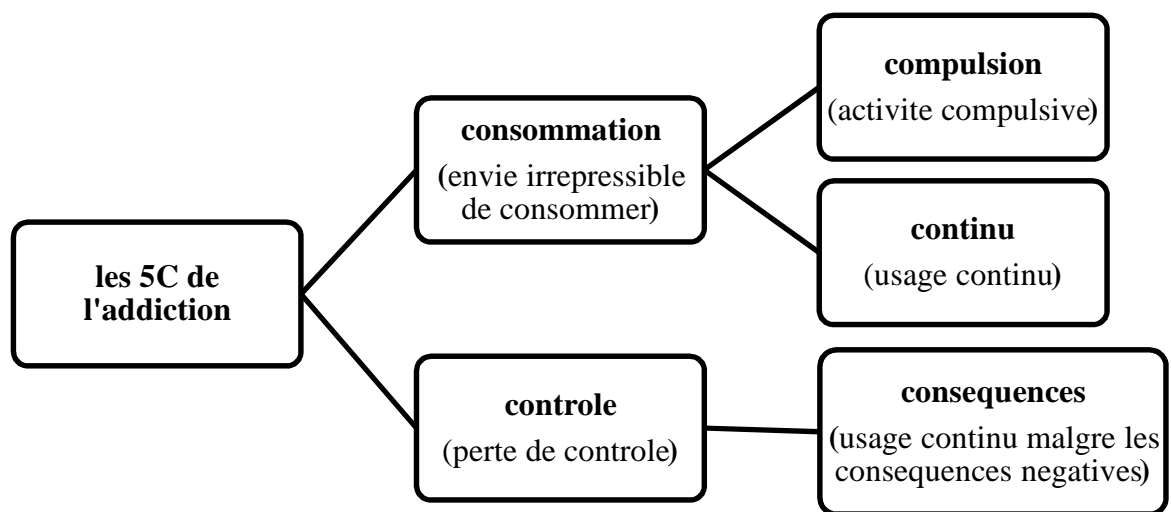 les 5C de
l'addiction
consommation
(envie irrepressible
de consommer)
compulsion
(activite compulsive)
continu
(usage continu)
controle
(perte de controle)
consequences
(usage continu malgre les
consequences negatives)